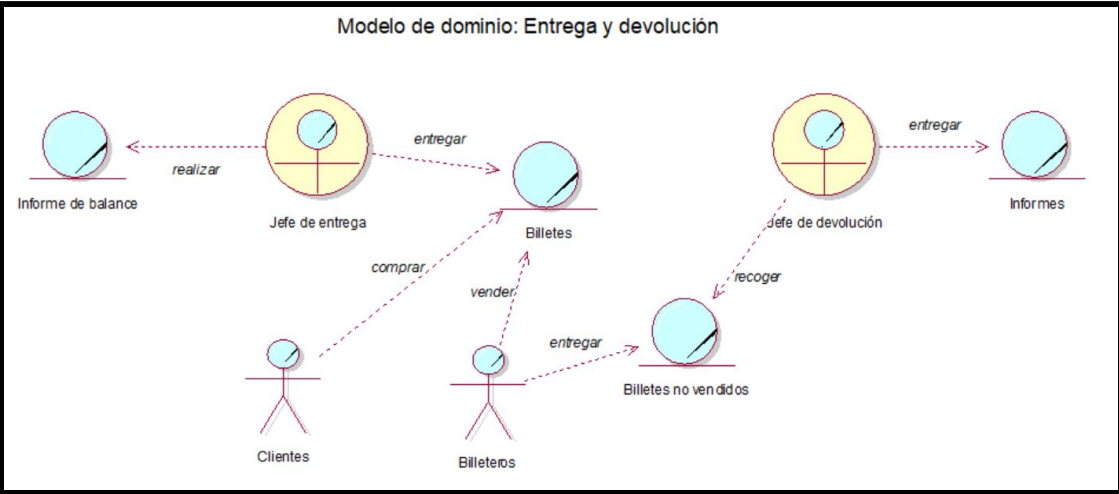 Modelo de dominio: Entrega y devolución
entregar
entregar
realizar
Informe de balance
Jefe de entrega
Billetes
Jefe de devolución
Informes
comprar
vender
recoger
entregar
Billetes no vendidos
Clientes
Billeteros